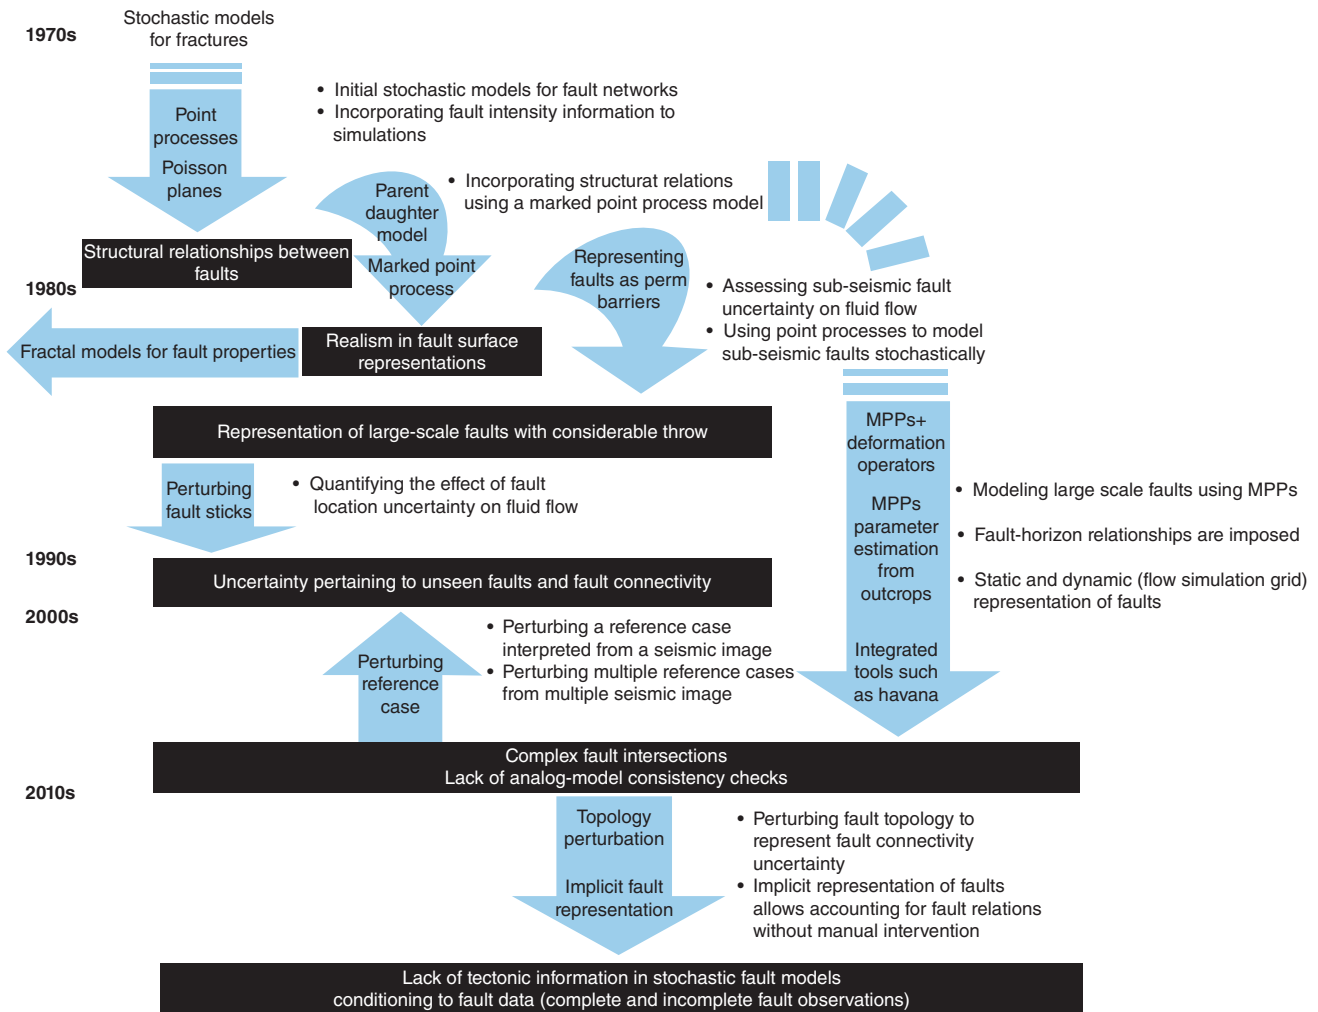 1970s
Stochastic models
for fractures
Point
processes
Poisson
planes
• Initial stochastic models for fault networks
• Incorporating fault intensity information to
simulations
Parent
daughter
model
Marked point
process
• Incorporating structurat relations
using a marked point process model
Structural relationships between
faults
1980s
Representing
faults as perm
barriers
• Assessing sub-seismic fault
uncertainty on fluid flow
• Using point processes to model
sub-seismic faults stochastically
Fractal models for fault properties
Realism in fault surface
representations
Representation of large-scale faults with considerable throw
MPPs+
deformation
operators
MPPs
parameter
estimation
from
outcrops
Integrated
tools such
as havana
• Modeling large scale faults using MPPs
• Fault-horizon relationships are imposed
• Static and dynamic (flow simulation grid)
representation of faults
Perturbing
fault sticks
• Quantifying the effect of fault
location uncertainty on fluid flow
1990s
Uncertainty pertaining to unseen faults and fault connectivity
2000s
Perturbing
reference
case
• Perturbing a reference case
interpreted from a seismic image
• Perturbing multiple reference cases
from multiple seismic image
Complex fault intersections
Lack of analog-model consistency checks
2010s
Topology
perturbation
Implicit fault
representation
• Perturbing fault topology to
represent fault connectivity
uncertainty
• Implicit representation of faults
allows accounting for fault relations
without manual intervention
Lack of tectonic information in stochastic fault models
conditioning to fault data (complete and incomplete fault observations)